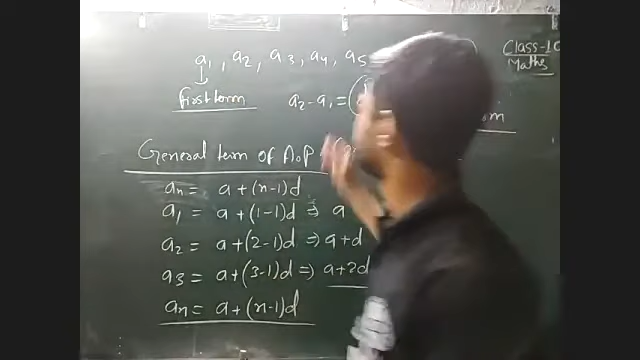 a1, a2, a3, a4, a5
Class-10
Maths
first term
a2 - a1 = (
om
General term of A.P
an = a + (n-1)d
a1 = a + (1-1)d ⇒ a
a2 = a + (2-1)d ⇒ a+d
a3 = a + (3-1)d ⇒ a+2d
an = a + (n-1)d